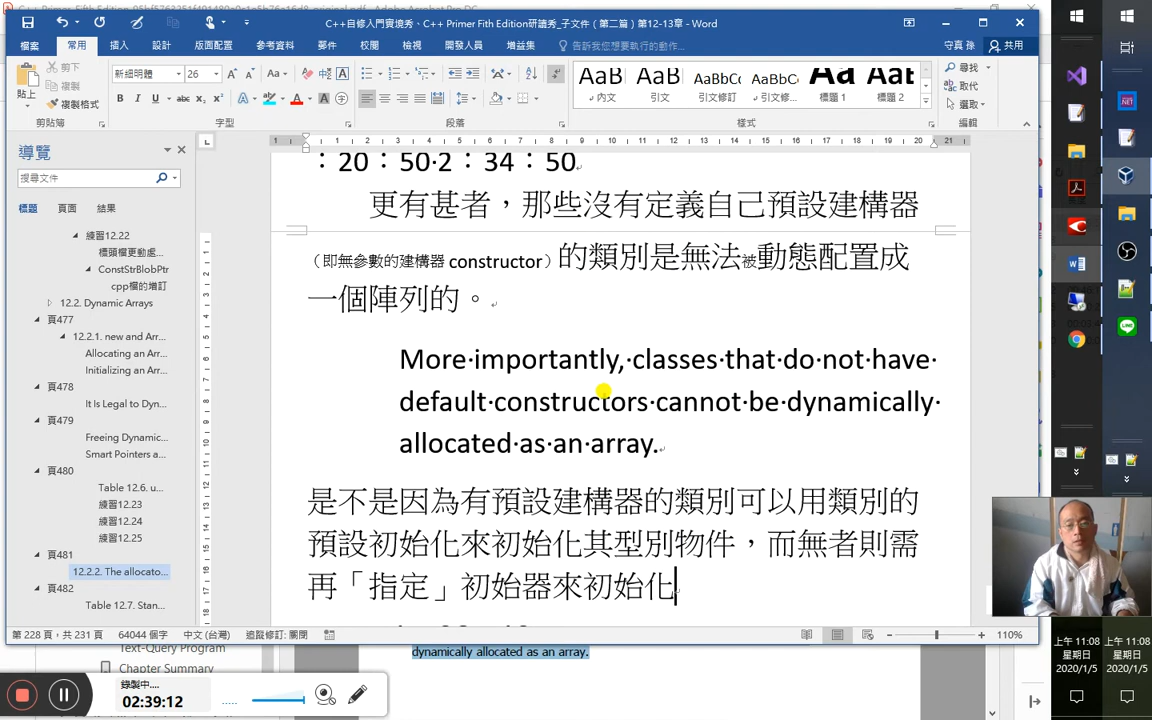 C++自修入門實境秀、C++ Primer Fith Edition研讀秀_子文件（第二篇）第12-13章 - Word
檔案 常用 插入 設計 版面配置 參考資料 郵件 校閱 檢視 開發人員 增益集 告訴我您想要執行的動作... 守真 孫 共用
貼上 剪下 複製 複製格式 剪貼簿
新細明體 26 字型
段落
AaB 內文
AaB 引文
AaBbCc 引文修訂
AaBbCc 引文修...
Aa 標題 1
Aat 標題 2
樣式
尋找 取代 選取 編輯
導覽
搜尋文件
標題 頁面 結果
練習12.22
標頭檔更動處...
ConstStrBlobPtr
cpp檔的增訂
12.2. Dynamic Arrays
頁477
12.2.1. new and Arr...
Allocating an Arr...
Initializing an Arr...
頁478
It Is Legal to Dyn...
頁479
Freeing Dynamic...
Smart Pointers a...
頁480
Table 12.6. u...
練習12.23
練習12.24
練習12.25
頁481
12.2.2. The allocato...
頁482
Table 12.7. Stan...
：20：50·2：34：50
更有甚者，那些沒有定義自己預設建構器
（即無參數的建構器 constructor）的類別是無法被動態配置成
一個陣列的。
More·importantly,·classes·that·do·not·have·
default·constructors·cannot·be·dynamically·
allocated·as·an·array.
是不是因為有預設建構器的類別可以用類別的
預設初始化來初始化其型別物件，而無者則需
再「指定」初始器來初始化
第 228 頁，共 231 頁 64044 個字 中文 (台灣) 追蹤修訂: 關閉 110%
Text-Query Program
Chapter Summary
dynamically allocated as an array.
錄製中....
02:39:12
上午 11:08
星期日
2020/1/5
上午 11:08
星期日
2020/1/5